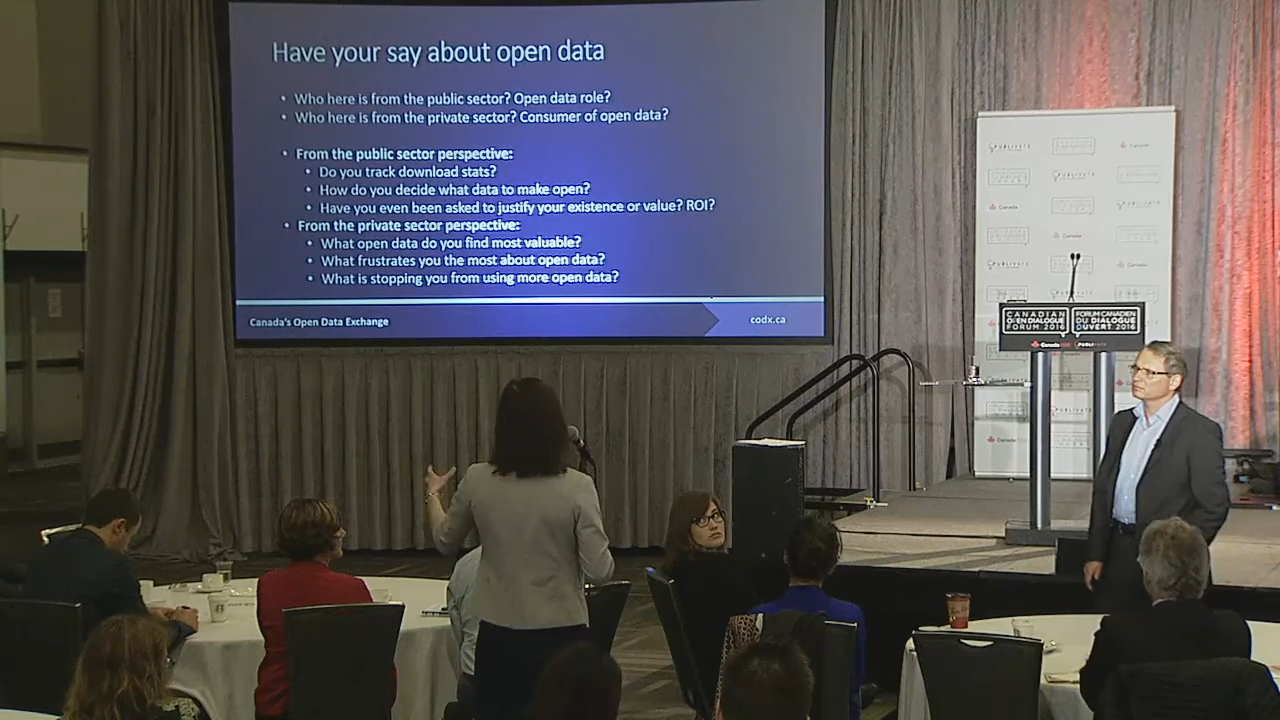 Have your say about open data
• Who here is from the public sector? Open data role?
• Who here is from the private sector? Consumer of open data?
• From the public sector perspective:
• Do you track download stats?
• How do you decide what data to make open?
• Have you even been asked to justify your existence or value? ROI?
• From the private sector perspective:
• What open data do you find most valuable?
• What frustrates you the most about open data?
• What is stopping you from using more open data?
Canada's Open Data Exchange
codx.ca
PUBLIVATE
Canada
CANADIAN
OPEN DIALOGUE
FORUM 2016
FORUM CANADIEN
DU DIALOGUE
OUVERT 2016
Canada
PUBLIVATE